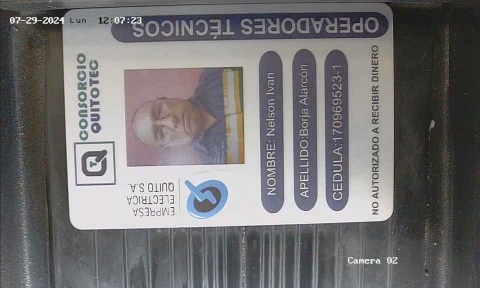 07-29-2024 Lun 12:07:23
OPERADORES TÉCNICOS
CONSORCIO
QUITOTEC
EMPRESA
ELÉCTRICA
QUITO S.A.
NOMBRE: Nelson Ivan
APELLIDO: Borja Alarcón
CEDULA: 170969523-1
NO AUTORIZADO A RECIBIR DINERO
Camera 02